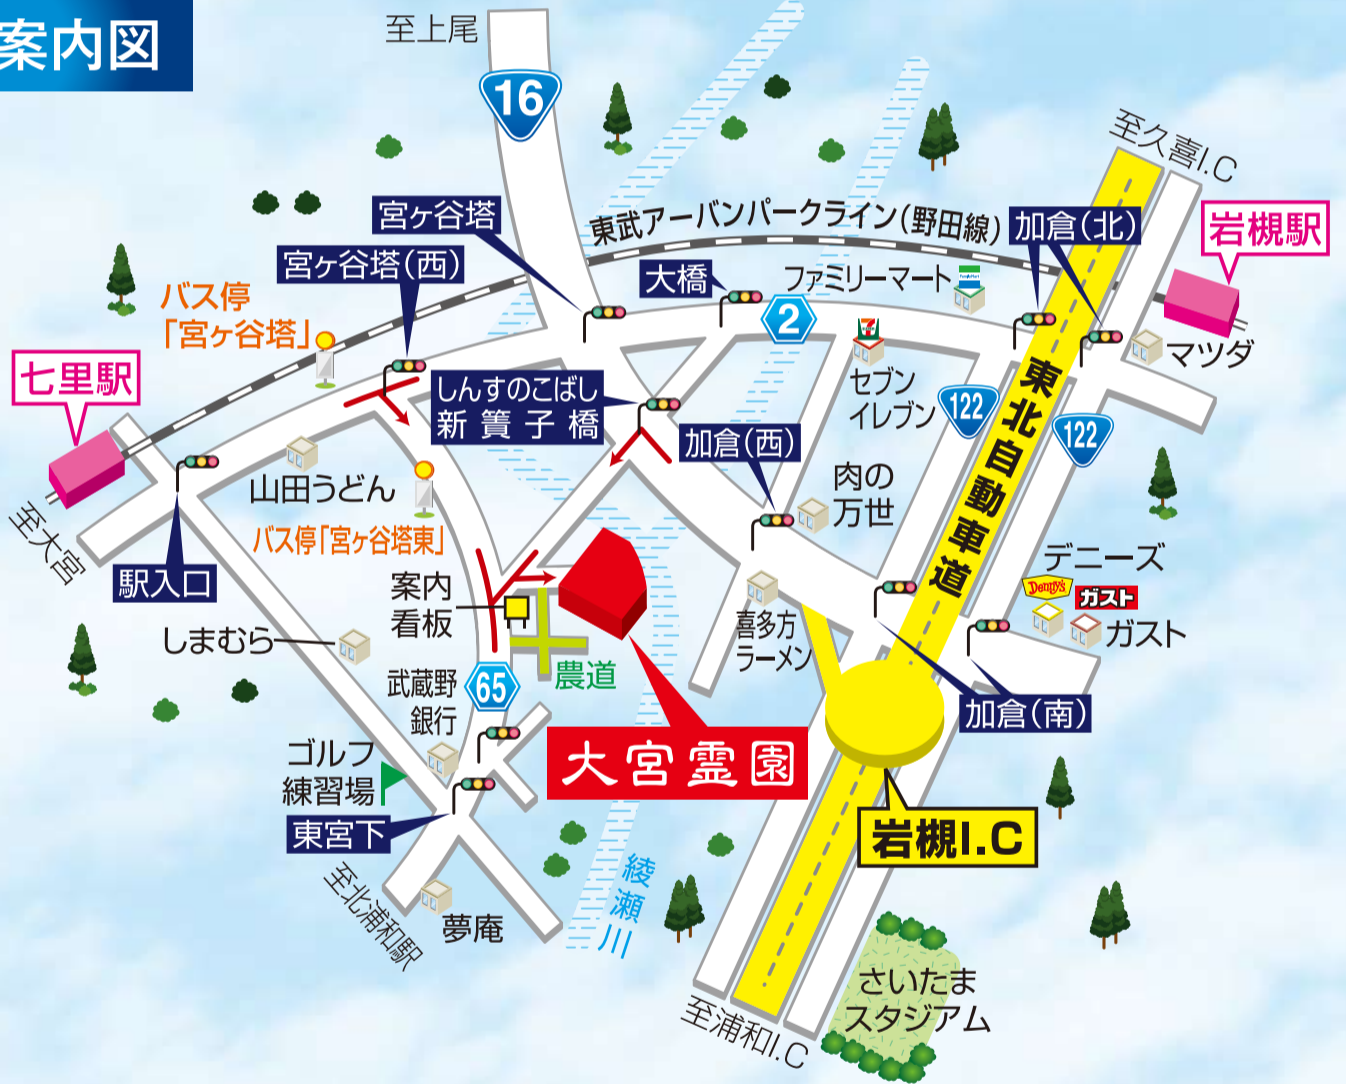 案内図
至上尾
16
至久喜I.C
宮ヶ谷塔
東武アーバンパークライン(野田線)
加倉(北)
岩槻駅
宮ヶ谷塔(西)
大橋
ファミリーマート
FamilyMart
バス停
「宮ヶ谷塔」
2
7
マツダ
七里駅
しんすのこばし
新簀子橋
セブン
イレブン
122
122
東北自動車道
加倉(西)
山田うどん
肉の
万世
至大宮
バス停「宮ヶ谷塔東」
駅入口
案内
看板
デニーズ
Denny's
ガスト
ガスト
しまむら
喜多方
ラーメン
農道
武蔵野
銀行
65
加倉(南)
大宮霊園
ゴルフ
練習場
東宮下
岩槻I.C
至北浦和駅
夢庵
綾瀬川
さいたま
スタジアム
至浦和I.C